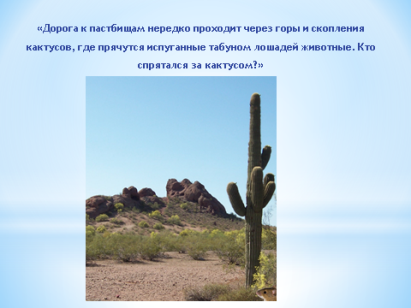 «Дорога к пастбищам нередко проходит через горы и скопления
кактусов, где прячутся испуганные табуном лошадей животные. Кто
спрятался за кактусом?»